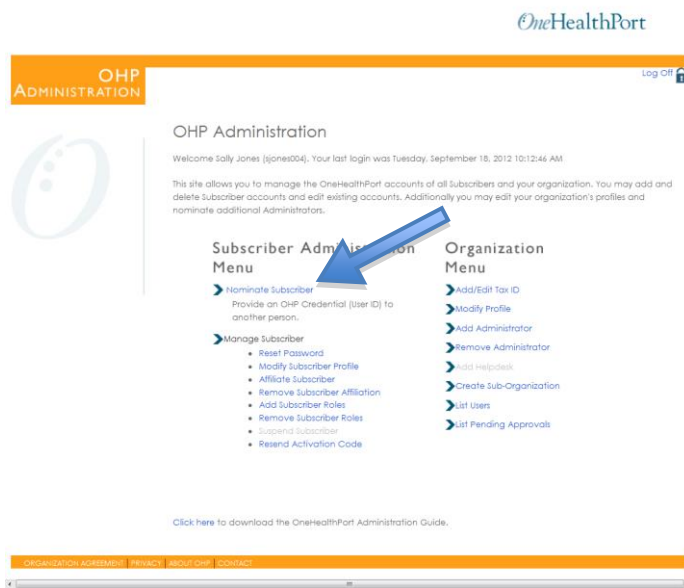 OneHealthPort
OHP
ADMINISTRATION
Log Off
OHP Administration
Welcome Sally Jones (sjones004). Your last login was Tuesday, September 18, 2012 10:12:46 AM
This site allows you to manage the OneHealthPort accounts of all Subscribers and your organization. You may add and
delete Subscriber accounts and edit existing accounts. Additionally you may edit your organization's profiles and
nominate additional Administrators.
Subscriber
Menu
Nominate Subscriber
Provide an OHP Credential (User ID) to
another person.
Manage Subscriber
• Reset Password
• Modify Subscriber Profile
• Affiliate Subscriber
• Remove Subscriber Affiliation
• Add Subscriber Roles
• Remove Subscriber Roles
• Suspend Subscriber
• Resend Activation Code
Organization
Menu
Add/Edit Tax ID
Modify Profile
Add Administrator
Remove Administrator
Add Helpdesk
Create Sub-Organization
List Users
List Pending Approvals
Click here to download the OneHealthPort Administration Guide.
ORGANIZATION AGREEMENT | PRIVACY | ABOUT OHP | CONTACT